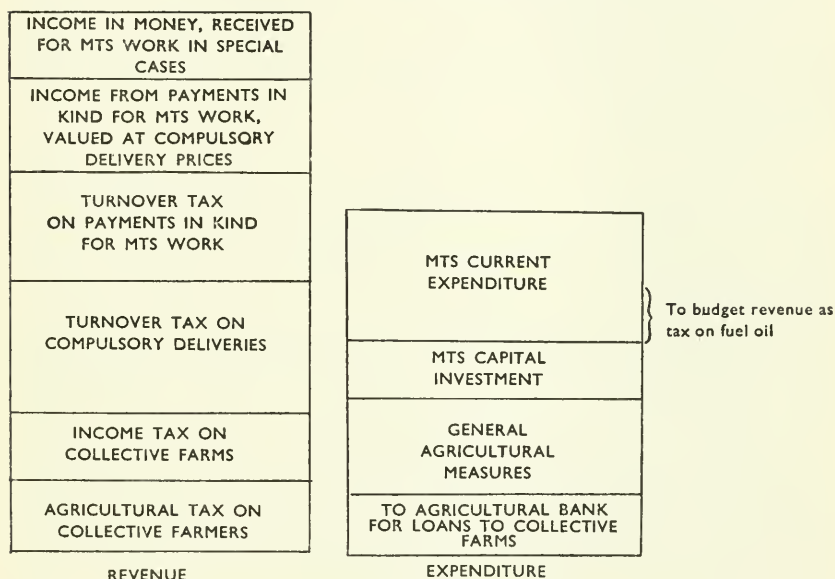 INCOME IN MONEY, RECEIVED
FOR MTS WORK IN SPECIAL
CASES
INCOME FROM PAYMENTS IN
KIND FOR MTS WORK,
VALUED AT COMPULSORY
DELIVERY PRICES
TURNOVER TAX
ON PAYMENTS IN KIND
FOR MTS WORK
TURNOVER TAX ON
COMPULSORY DELIVERIES
INCOME TAX ON
COLLECTIVE FARMS
AGRICULTURAL TAX ON
COLLECTIVE FARMERS
REVENUE
MTS CURRENT
EXPENDITURE
To budget revenue as
tax on fuel oil
MTS CAPITAL
INVESTMENT
GENERAL
AGRICULTURAL
MEASURES
TO AGRICULTURAL BANK
FOR LOANS TO COLLECTIVE
FARMS
EXPENDITURE